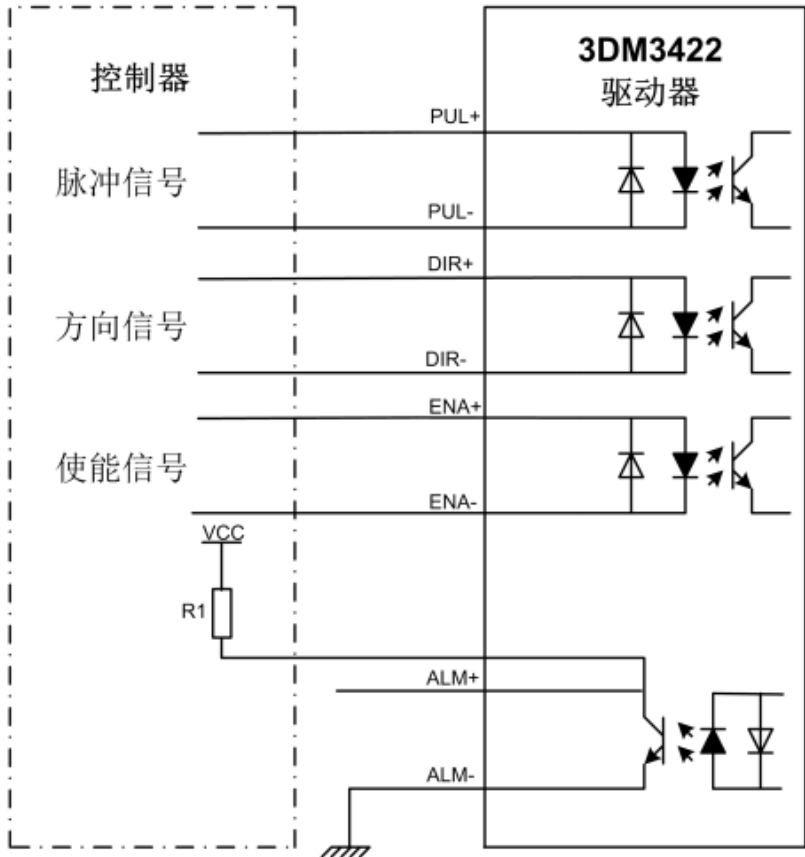 控制器
3DM3422
驱动器
PUL+
脉冲信号
PUL-
DIR+
方向信号
DIR-
ENA+
使能信号
ENA-
VCC
R1
ALM+
ALM-